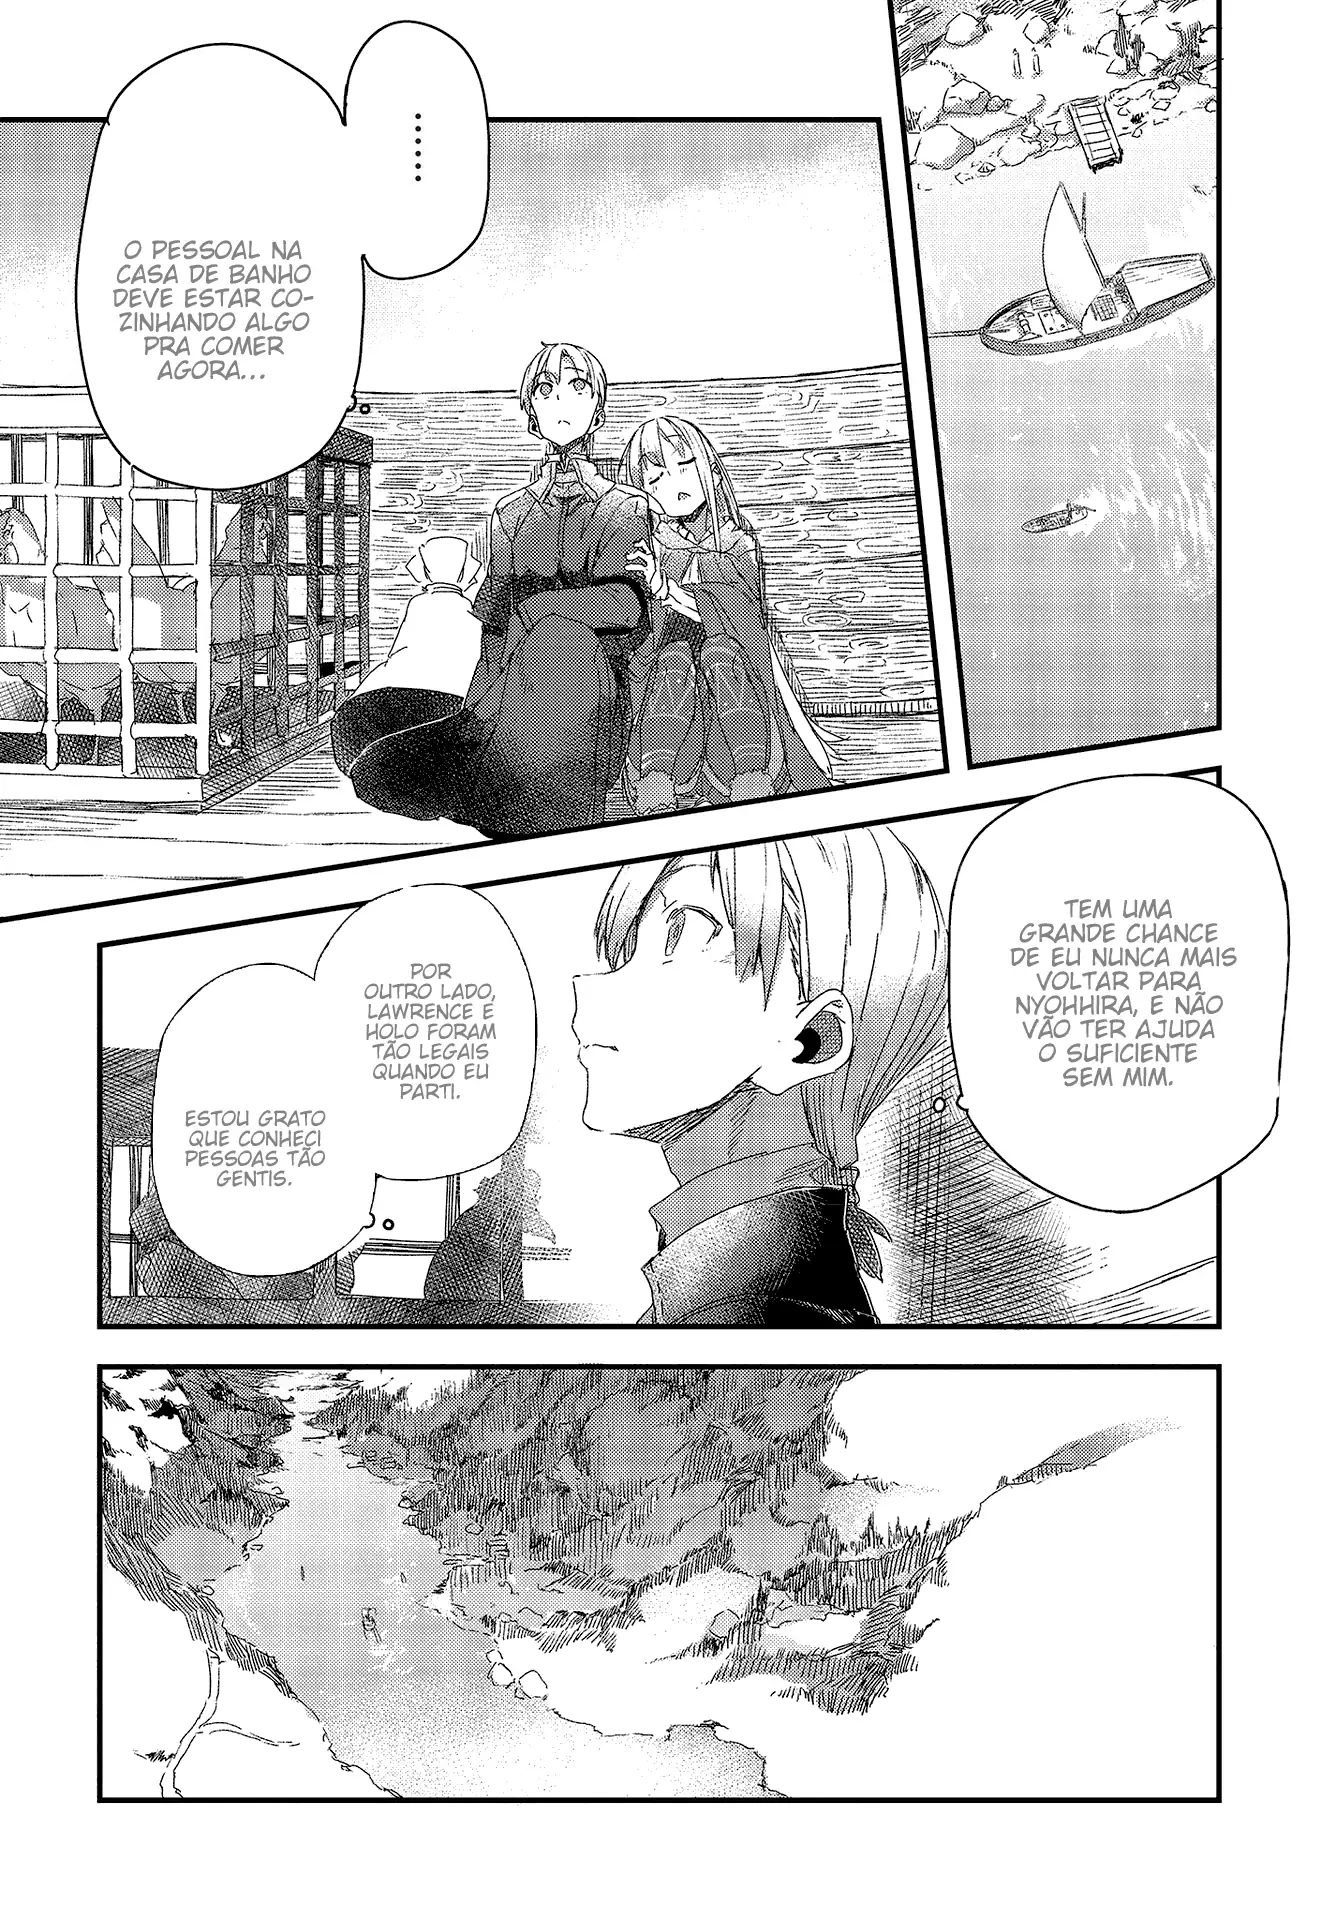 ......
O PESSOAL NA
CASA DE BANHO
DEVE ESTAR CO-
ZINHANDO ALGO
PRA COMER
AGORA...
TEM UMA
GRANDE CHANCE
DE EU NUNCA MAIS
VOLTAR PARA
NYOHHIRA, E NÃO
VÃO TER AJUDA
O SUFICIENTE
SEM MIM.
POR
OUTRO LADO,
LAWRENCE E
HOLO FORAM
TÃO LEGAIS
QUANDO EU
PARTI.
ESTOU GRATO
QUE CONHECI
PESSOAS TÃO
GENTIS.